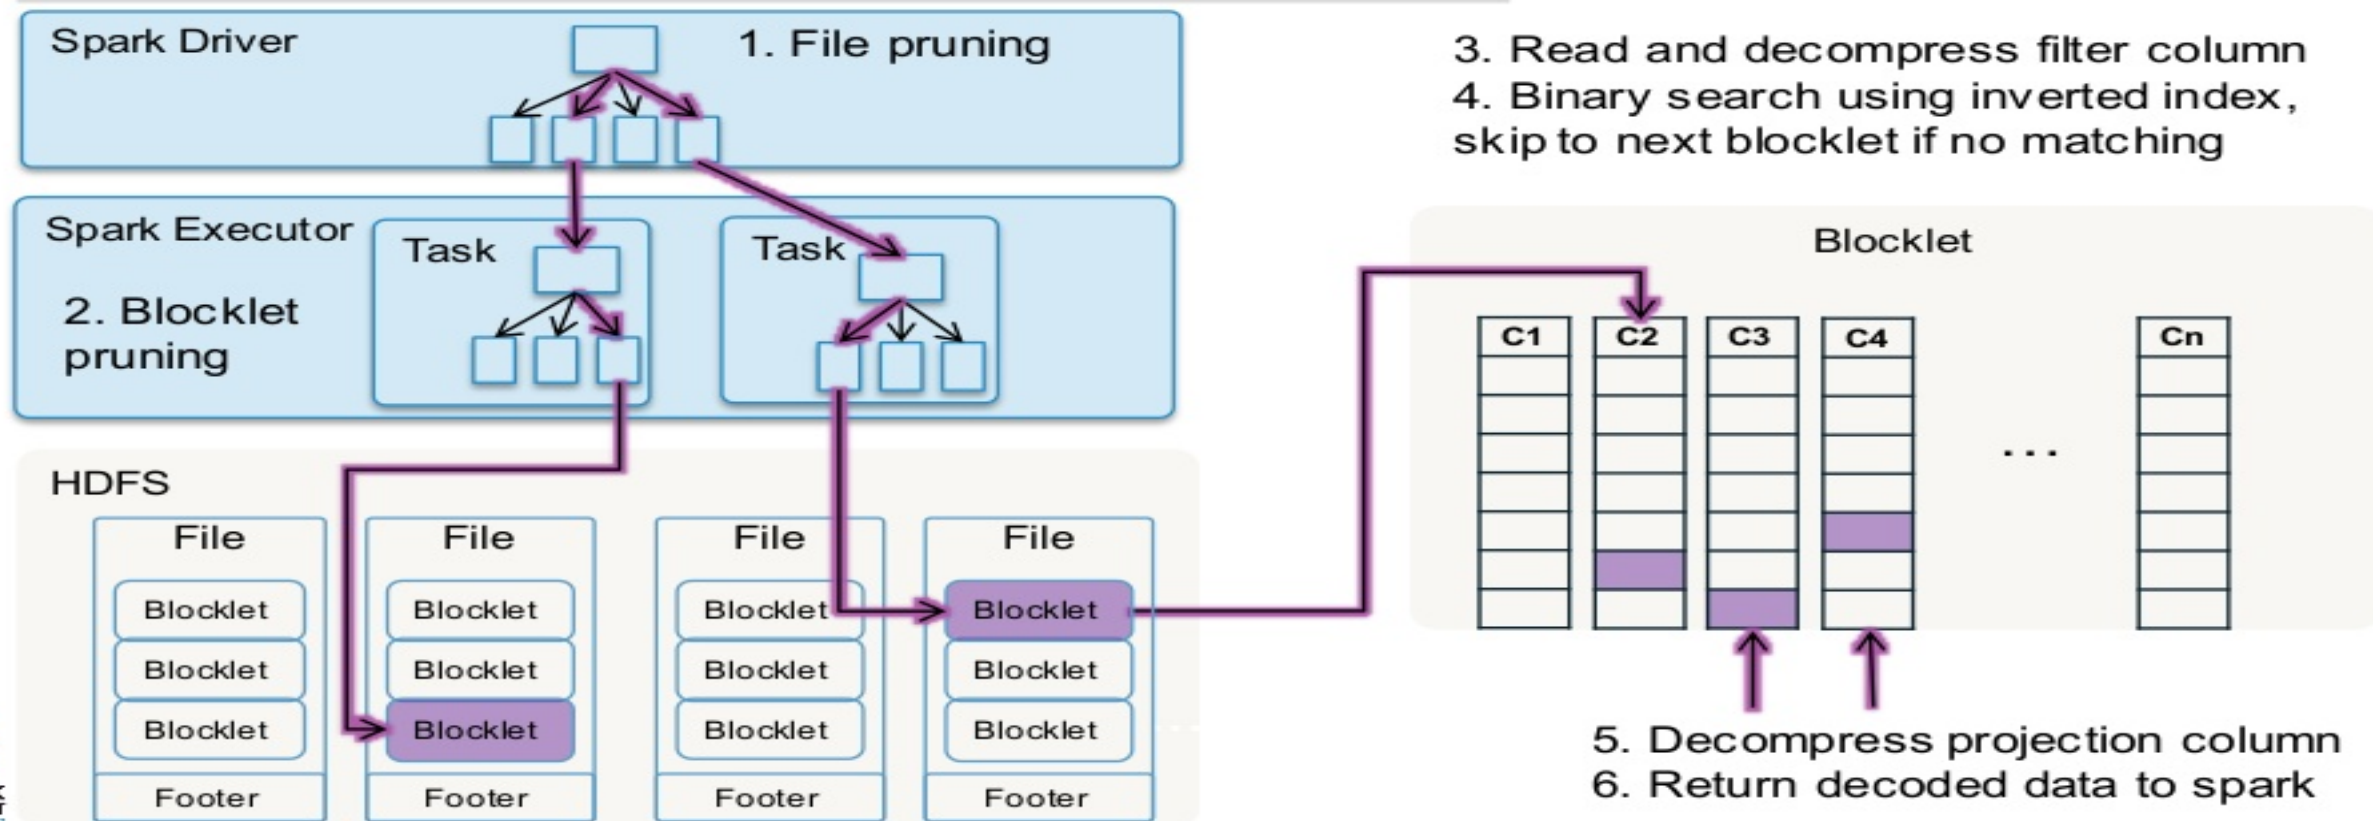 Spark Driver
1. File pruning
Spark Executor
2. Blocklet
pruning
Task
Task
HDFS
File
Blocklet
Blocklet
Blocklet
Footer
File
Blocklet
Blocklet
Blocklet
Footer
File
Blocklet
Blocklet
Blocklet
Footer
File
Blocklet
Blocklet
Blocklet
Footer
3. Read and decompress filter column
4. Binary search using inverted index,
skip to next blocklet if no matching
Blocklet
C1 C2 C3 C4 ... Cn
5. Decompress projection column
6. Return decoded data to spark